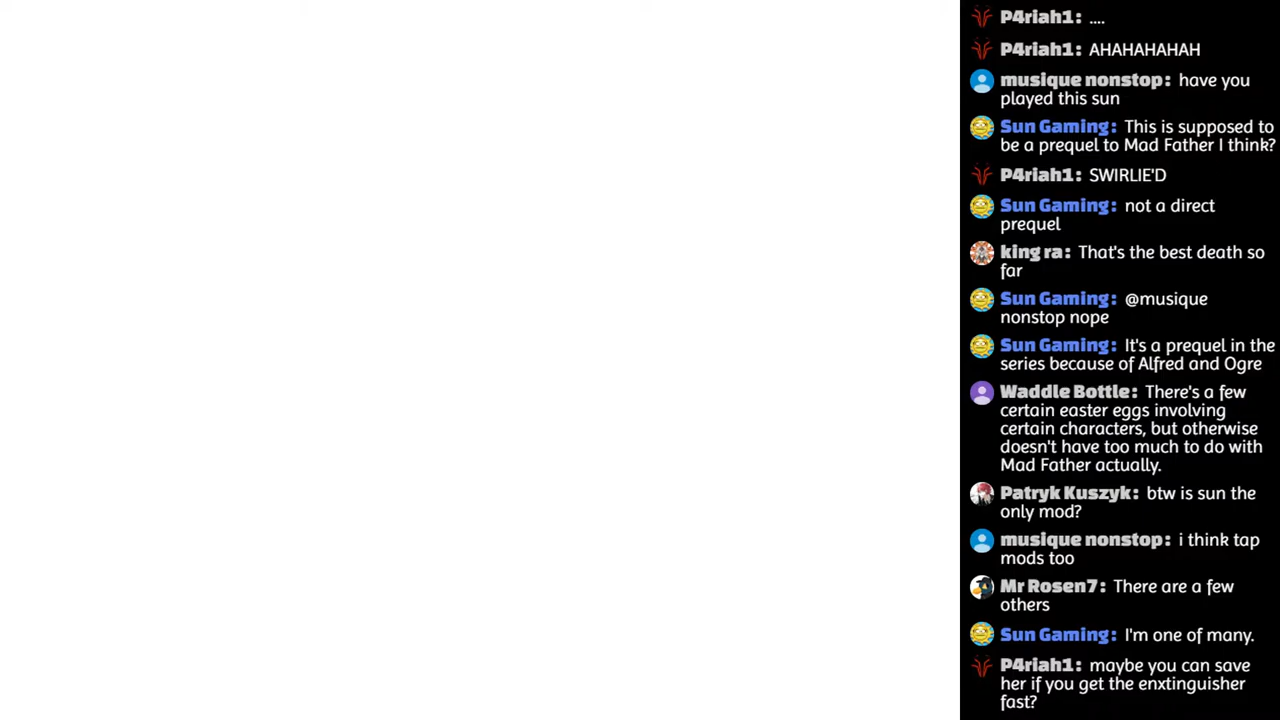 P4riah1: ....
P4riah1: AHAHAHAHAH
musique nonstop: have you
played this sun
Sun Gaming: This is supposed to
be a prequel to Mad Father I think?
P4riah1: SWIRLIE'D
Sun Gaming: not a direct
prequel
king ra: That's the best death so
far
Sun Gaming: @musique
nonstop nope
Sun Gaming: It's a prequel in the
series because of Alfred and Ogre
Waddle Bottle: There's a few
certain easter eggs involving
certain characters, but otherwise
doesn't have too much to do with
Mad Father actually.
Patryk Kuszyk: btw is sun the
only mod?
musique nonstop: i think tap
mods too
Mr Rosen7: There are a few
others
Sun Gaming: I'm one of many.
P4riah1: maybe you can save
her if you get the enxtinguisher
fast?